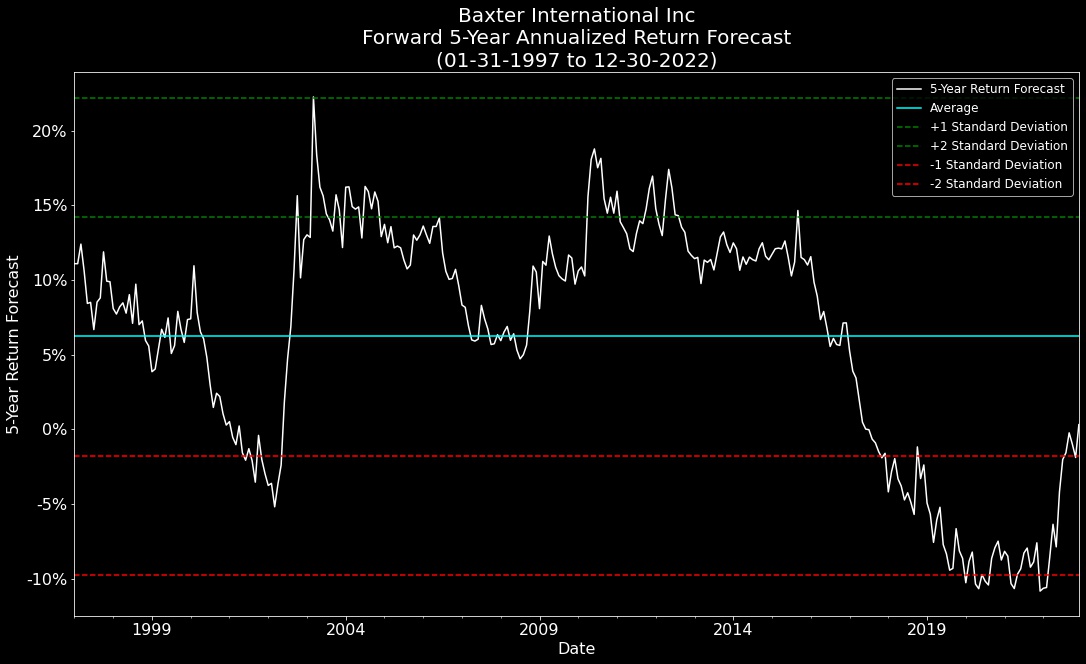 Baxter International Inc
Forward 5-Year Annualized Return Forecast
(01-31-1997 to 12-30-2022)
5-Year Return Forecast
Average
+1 Standard Deviation
+2 Standard Deviation
-1 Standard Deviation
-2 Standard Deviation
5-Year Return Forecast
20%
15%
10%
5%
0%
-5%
-10%
1999
2004
2009
2014
2019
Date